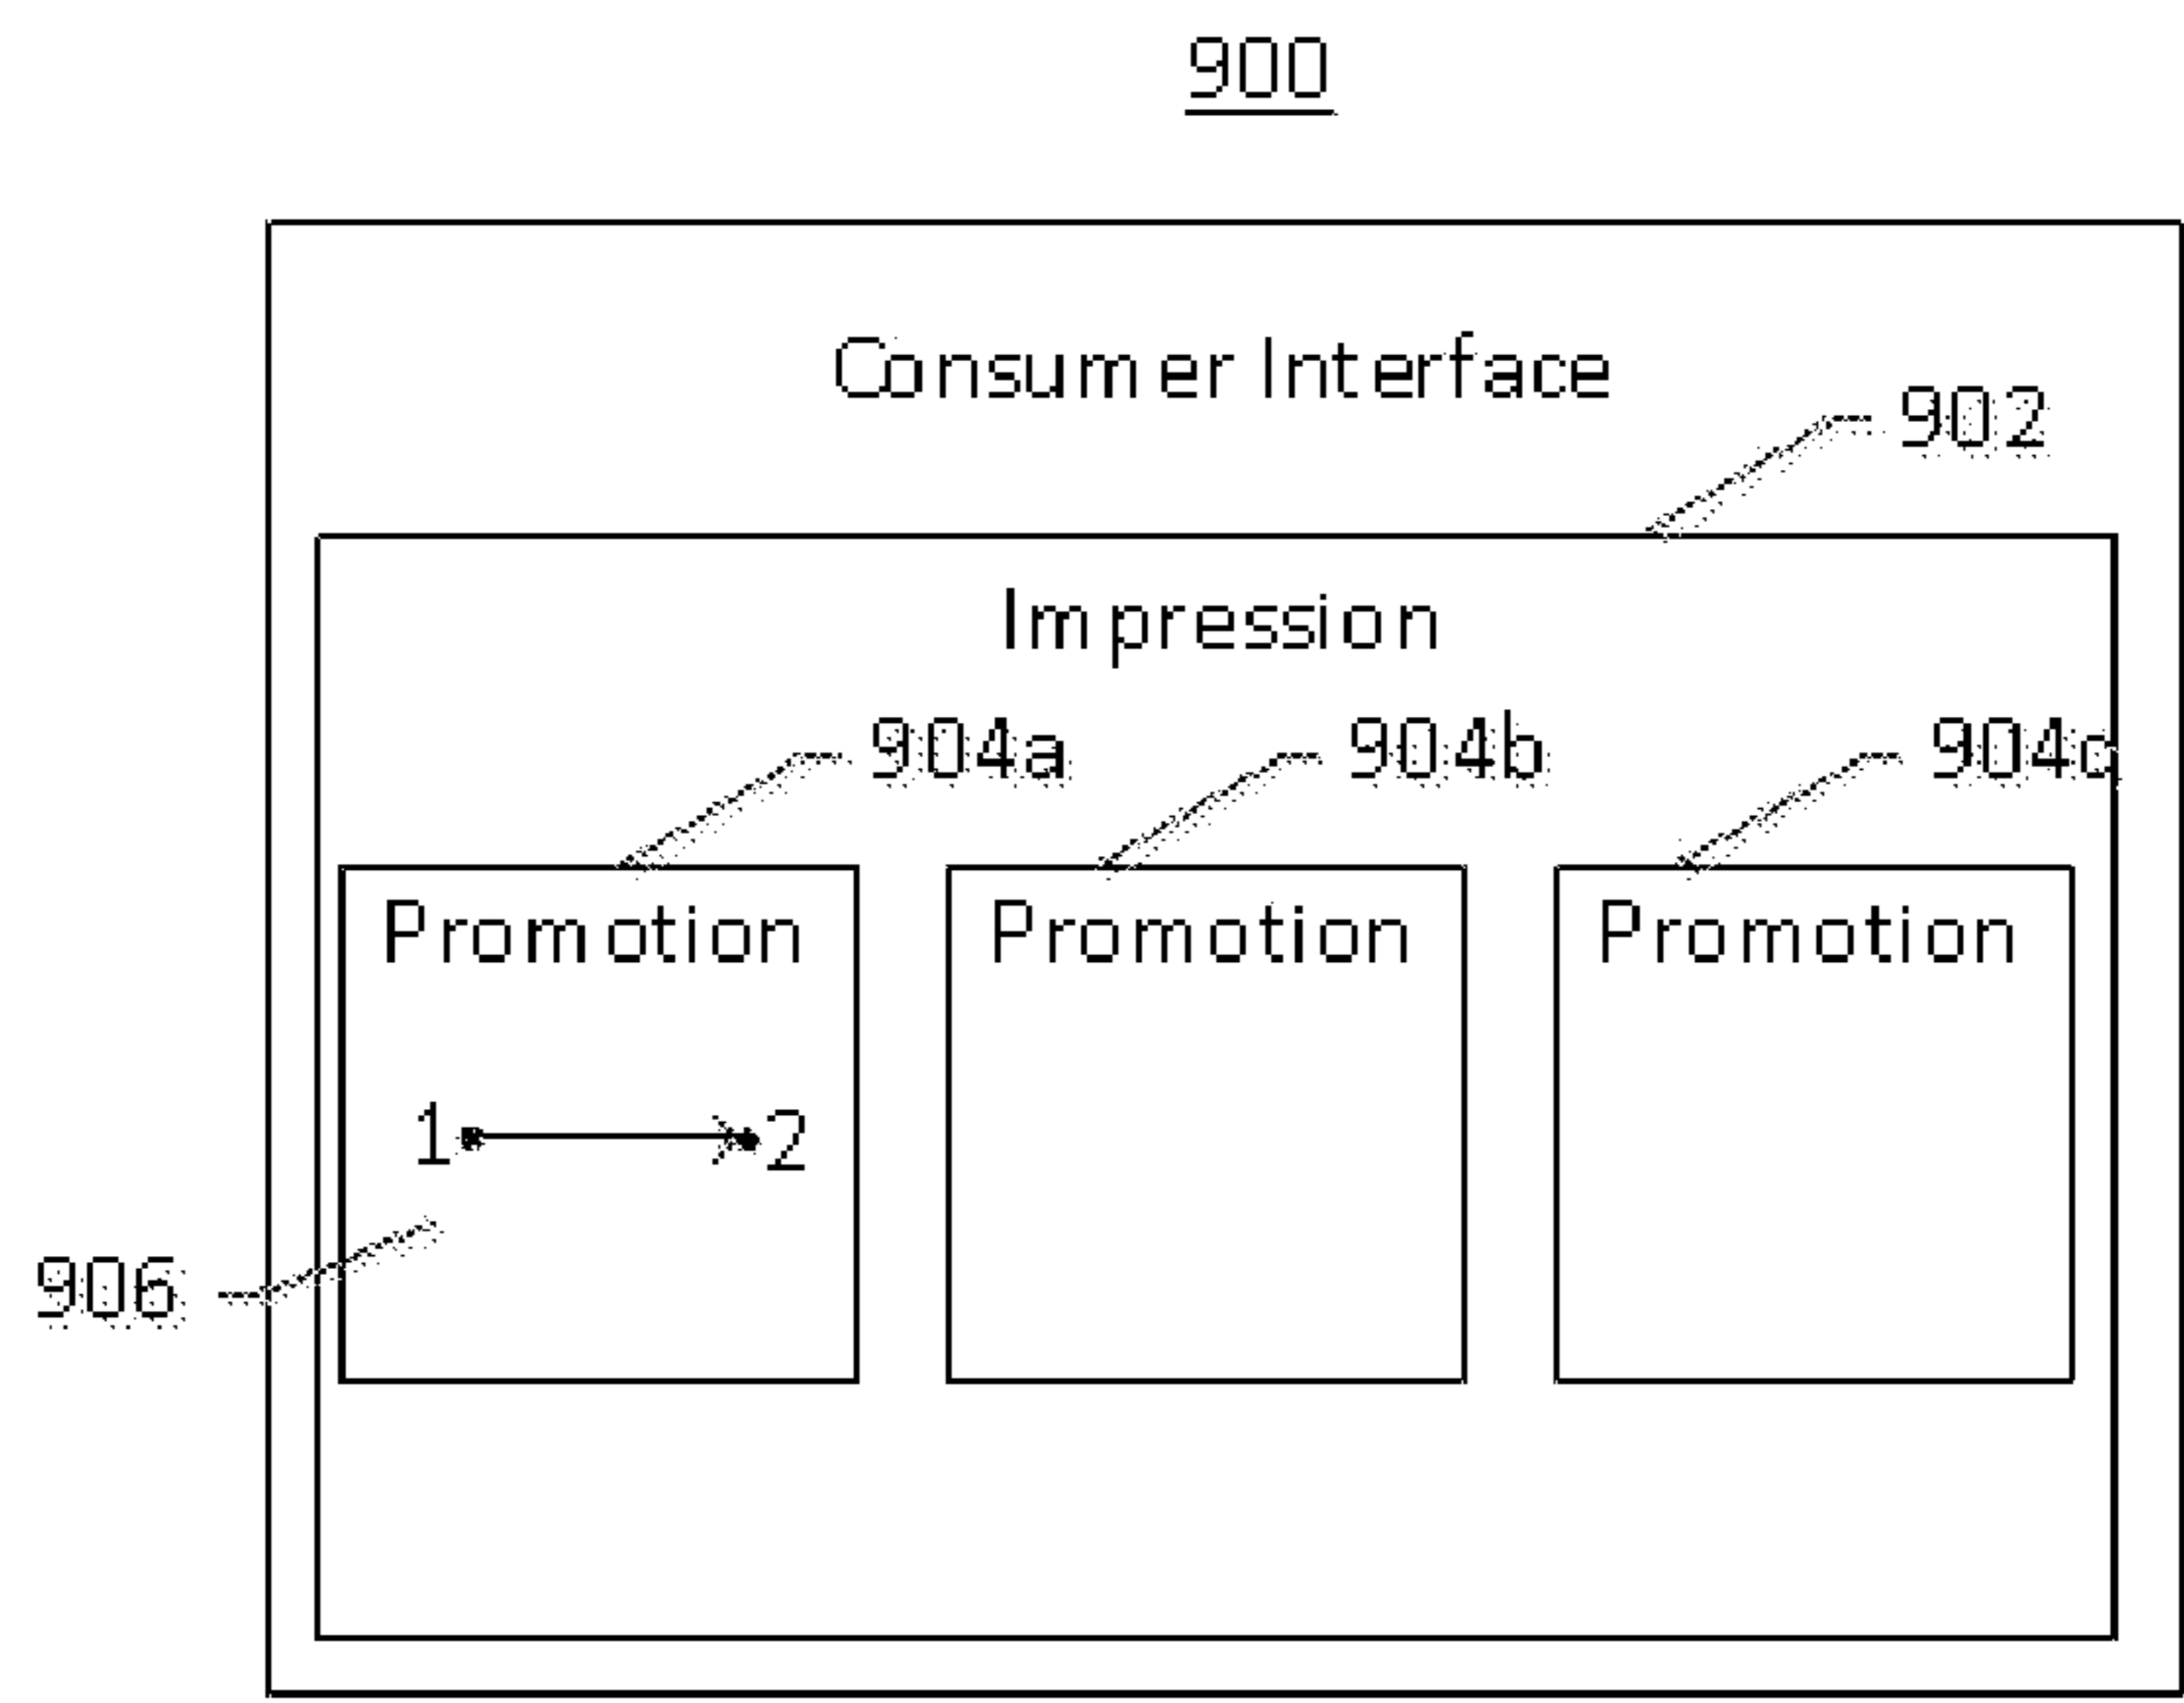 900
Consumer Interface
902
Impression
904a 904b 904c
Promotion Promotion Promotion
1 2
906